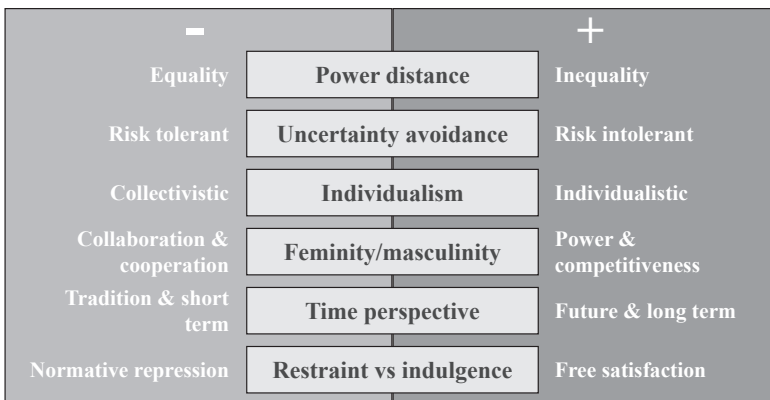 - +
Equality Power distance Inequality
Risk tolerant Uncertainty avoidance Risk intolerant
Collectivistic Individualism Individualistic
Collaboration & cooperation Feminity/masculinity Power & competitiveness
Tradition & short term Time perspective Future & long term
Normative repression Restraint vs indulgence Free satisfaction